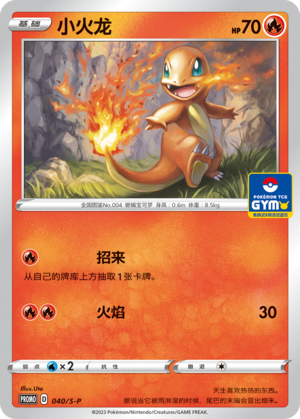 基础 小火龙 HP70
全国图鉴No.004 蜥蜴宝可梦 身高：0.6m 体重：8.5kg
POKÉMON TCG
GYM
招来
从自己的牌库上方抽取1张卡牌。
火焰 30
弱点 ×2 抵抗力 撤退
Illus.Uta
PROMO D 040/S-P
天生喜欢热热的东西。
据说当它被雨淋湿的时候，尾巴的末端会冒出烟来。
©2023 Pokémon/Nintendo/Creatures/GAME FREAK.